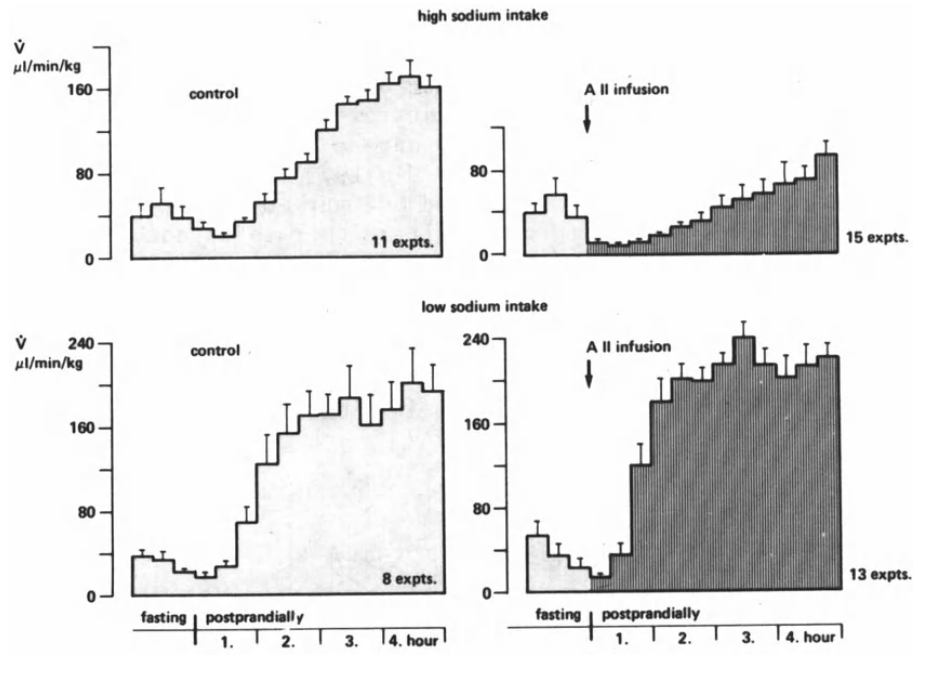 high sodium intake
V̇
µl/min/kg
160
80
0
control
11 expts.
A II infusion
80
0
15 expts.
low sodium intake
V̇
µl/min/kg
240
160
80
0
control
8 expts.
240
160
80
0
A II infusion
13 expts.
fasting postprandially
1. 2. 3. 4. hour
fasting postprandially
1. 2. 3. 4. hour